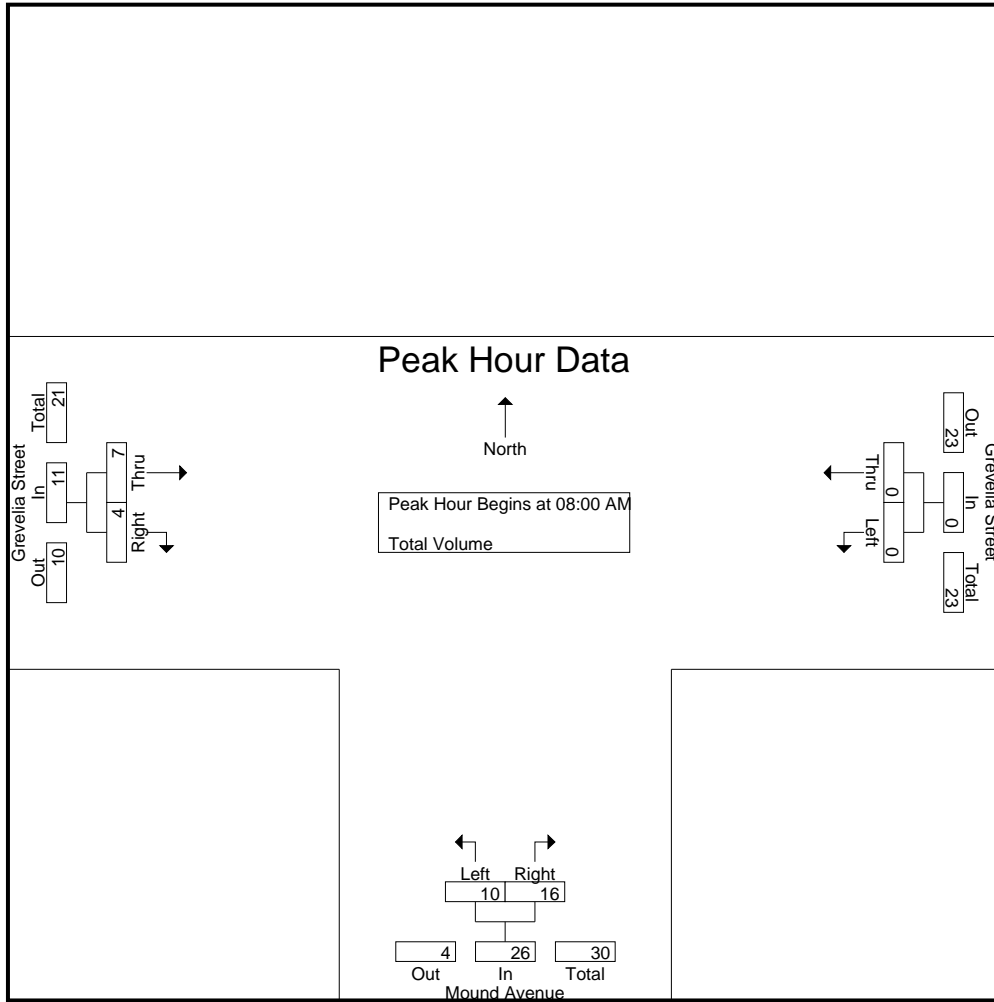 Peak Hour Data
North
Peak Hour Begins at 08:00 AM
Total Volume
Grevelia Street
Total
21
In
11
Out
10
7
Thru
4
Right
Grevelia Street
Out
23
In
0
Total
23
Thru
0
Left
0
Left Right
10 16
4 26 30
Out In Total
Mound Avenue